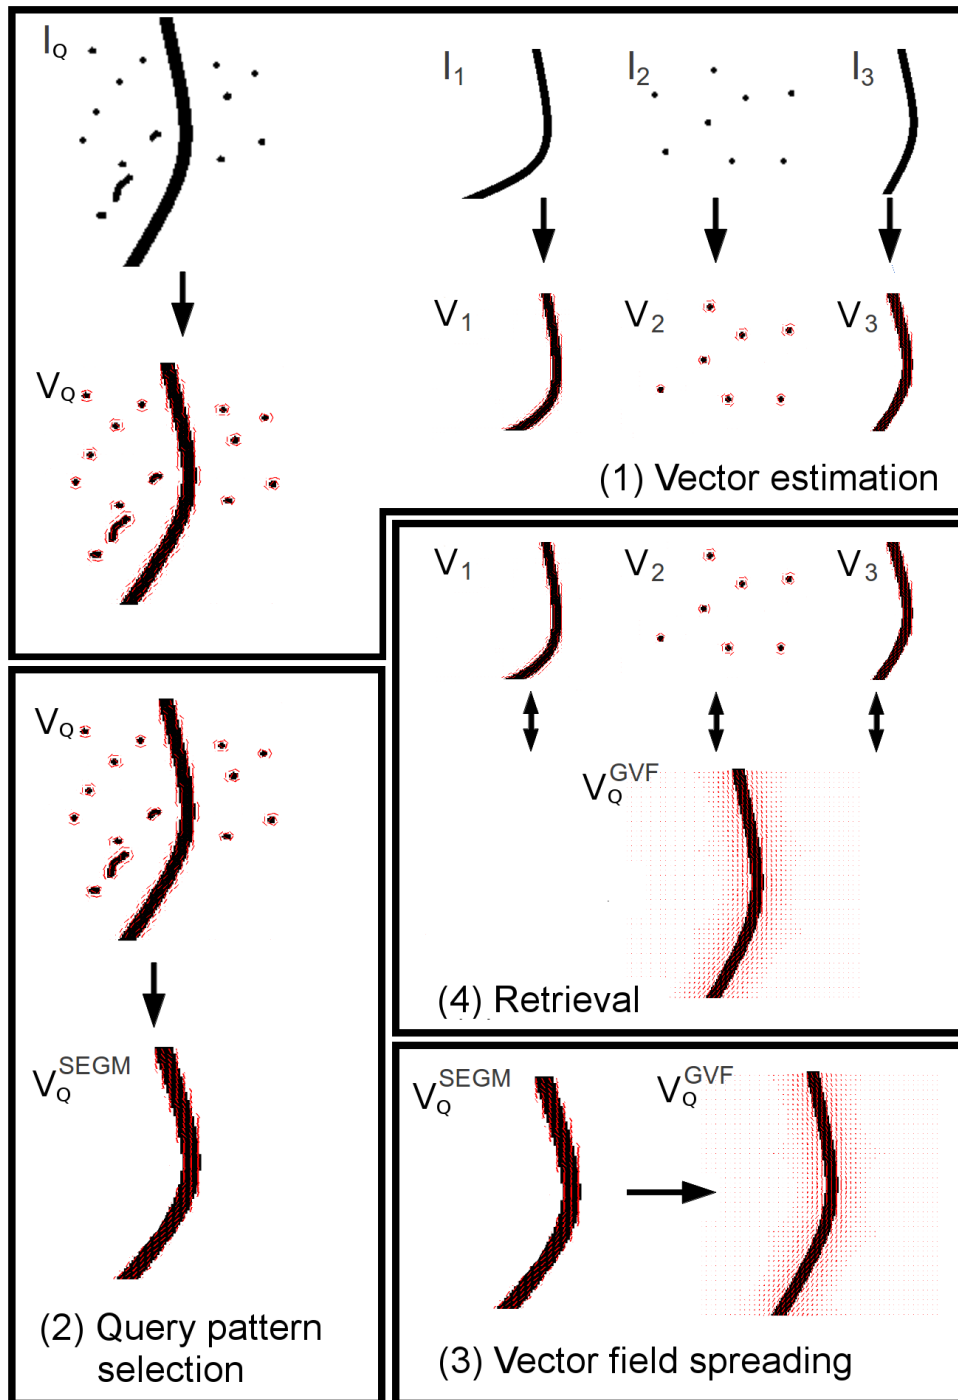 I_Q
I_1
I_2
I_3
V_Q
V_1
V_2
V_3
(1) Vector estimation
V_Q
V_Q^SEGM
(2) Query pattern
selection
V_1
V_2
V_3
V_Q^GVF
(4) Retrieval
V_Q^SEGM
V_Q^GVF
(3) Vector field spreading